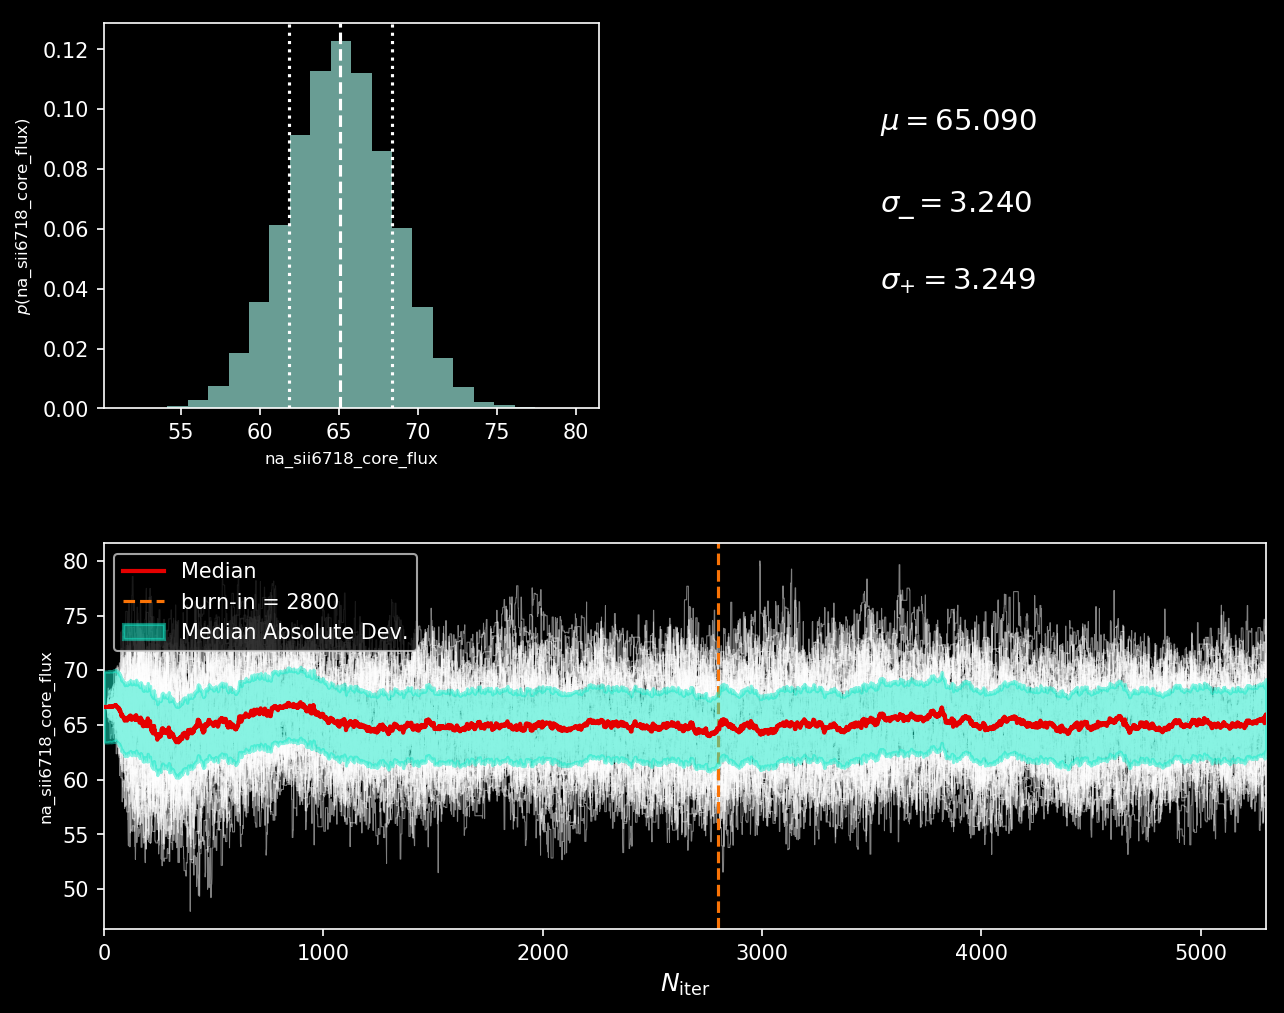 0.12
0.10
0.08
0.06
0.04
0.02
0.00
p(na_sii6718_core_flux)
55 60 65 70 75 80
na_sii6718_core_flux
μ = 65.090
σ_ = 3.240
σ+ = 3.249
80
75
70
65
60
55
50
na_sii6718_core_flux
Median
burn-in = 2800
Median Absolute Dev.
0 1000 2000 3000 4000 5000
Niter